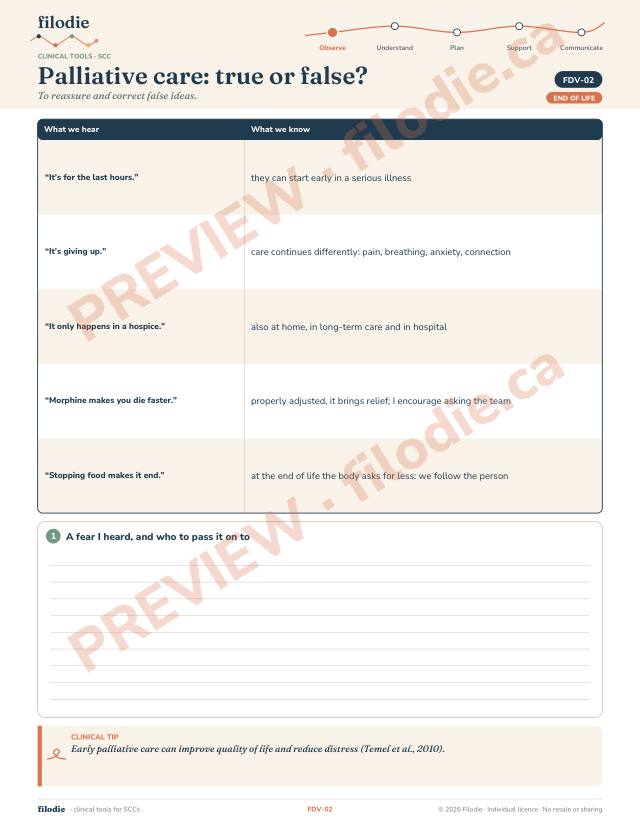 filodie
Observe Understand Plan Support Communicate
CLINICAL TOOLS · SCC
Palliative care: true or false?
To reassure and correct false ideas.
FDV-02
END OF LIFE
What we hear What we know
“It’s for the last hours.” they can start early in a serious illness
“It’s giving up.” care continues differently: pain, breathing, anxiety, connection
“It only happens in a hospice.” also at home, in long-term care and in hospital
“Morphine makes you die faster.” properly adjusted, it brings relief; I encourage asking the team
“Stopping food makes it end.” at the end of life the body asks for less: we follow the person
1 A fear I heard, and who to pass it on to
CLINICAL TIP
Early palliative care can improve quality of life and reduce distress (Temel et al., 2010).
filodie · clinical tools for SCCs FDV-02 © 2026 Filodie · Individual licence · No resale or sharing
PREVIEW · filodie.ca
PREVIEW · filodie.ca